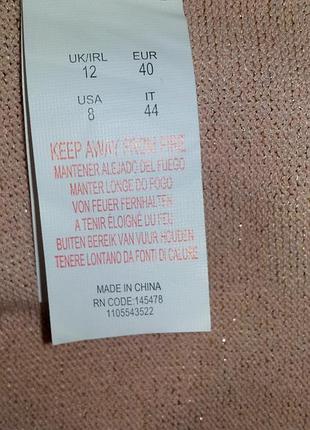 UK/IRL EUR
12 40
USA IT
8 44
KEEP AWAY FROM FIRE
MANTENER ALEJADO DEL FUEGO
MANTER LONGE DO FOGO
VON FEUER FERNHALTEN
A TENIR ÉLOIGNÉ DU FEU
BUITEN BEREIK VAN VUUR HOUDEN
TENERE LONTANO DA FONTI DI CALORE
MADE IN CHINA
RN CODE:145478
1105543522